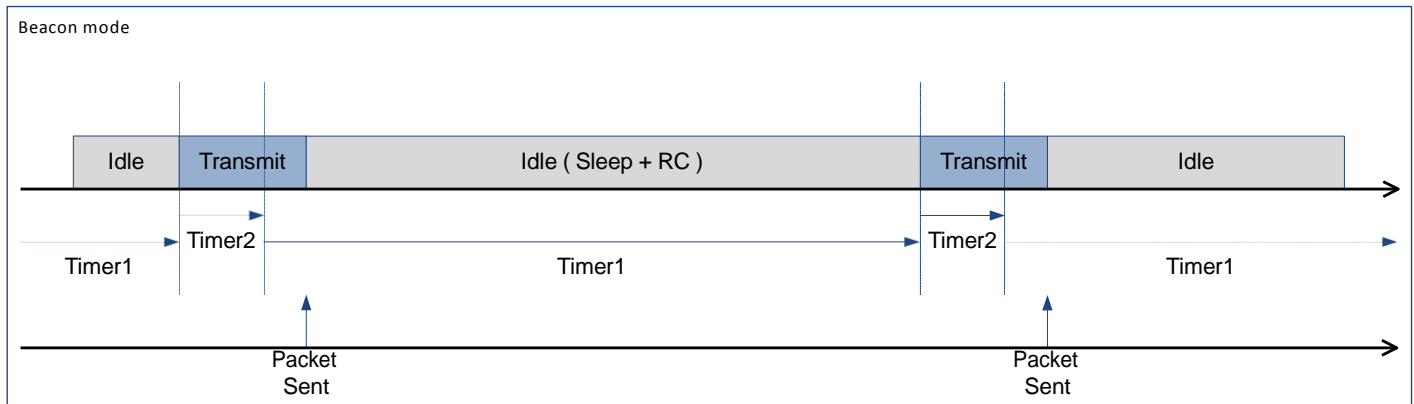 Beacon mode
Idle Transmit Idle ( Sleep + RC ) Transmit Idle
Timer2 Timer2
Timer1 Timer1 Timer1
Packet Packet
Sent Sent